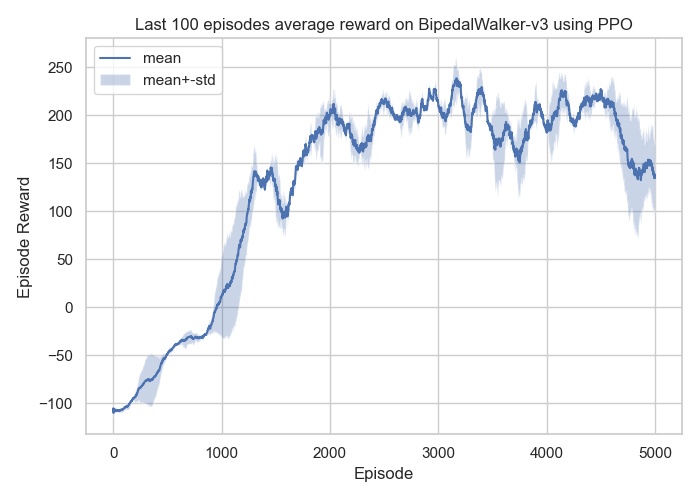 Last 100 episodes average reward on BipedalWalker-v3 using PPO
mean
mean+-std
250
200
150
100
50
0
−50
−100
Episode Reward
0 1000 2000 3000 4000 5000
Episode